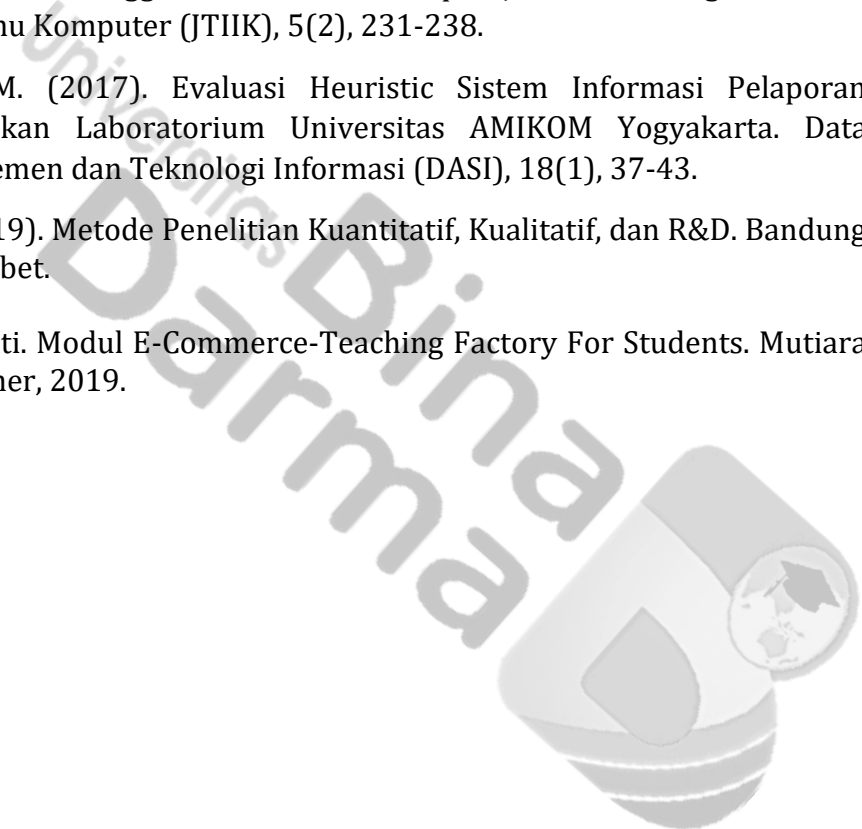 mu Komputer (JTIIK), 5(2), 231-238.
M. (2017). Evaluasi Heuristic Sistem Informasi Pelaporan
kan Laboratorium Universitas AMIKOM Yogyakarta. Data
emen dan Teknologi Informasi (DASI), 18(1), 37-43.
19). Metode Penelitian Kuantitatif, Kualitatif, dan R&D. Bandung
bet.
ti. Modul E-Commerce-Teaching Factory For Students. Mutiara
ner, 2019.
Universitas
Bina
Darma